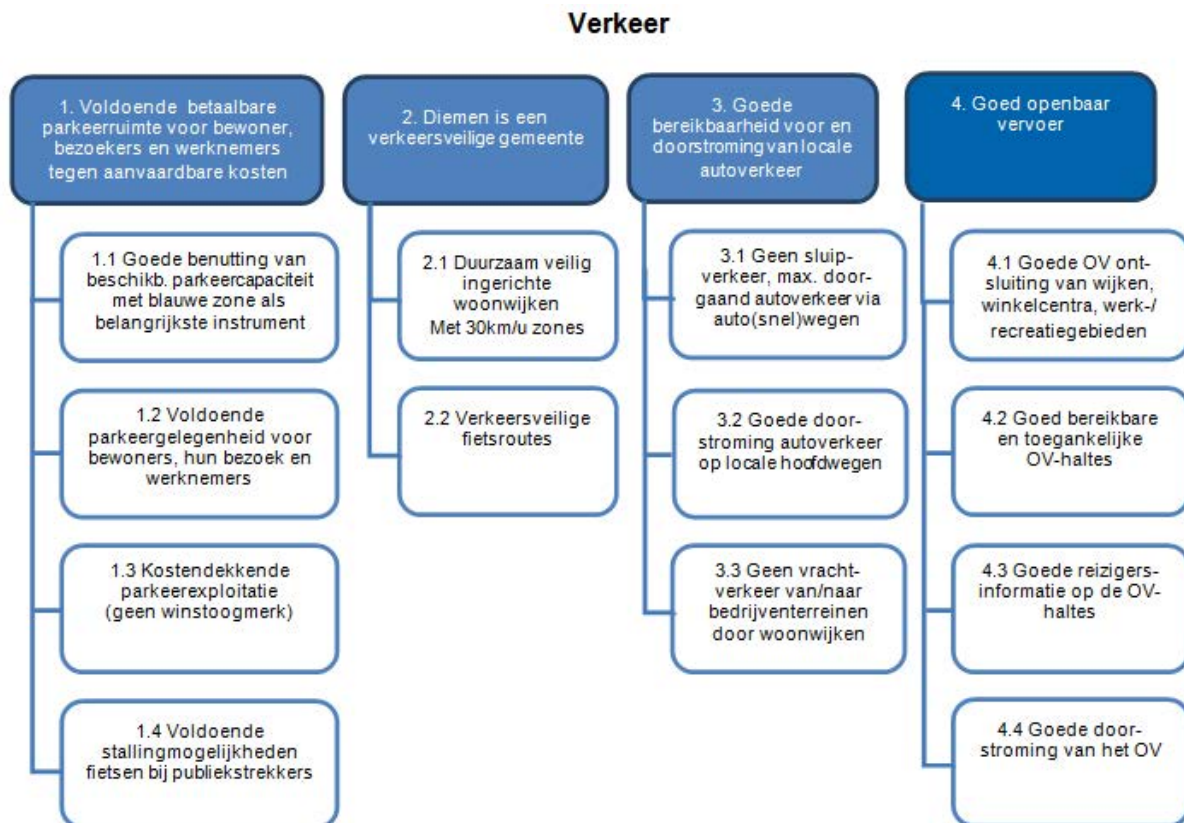 Verkeer
1. Voldoende betaalbare
parkeerruimte voor bewoner,
bezoekers en werknemers
tegen aanvaardbare kosten
1.1 Goede benutting van
beschikb. parkeercapaciteit
met blauwe zone als
belangrijkste instrument
1.2 Voldoende
parkeergelegenheid voor
bewoners, hun bezoek en
werknemers
1.3 Kostendekkende
parkeerexploitatie
(geen winstoogmerk)
1.4 Voldoende
stallingmogelijkheden
fietsen bij publiekstrekkers
2. Diemen is een
verkeersveilige gemeente
2.1 Duurzaam veilig
ingerichte
woonwijken
Met 30km/u zones
2.2 Verkeersveilige
fietsroutes
3. Goede
bereikbaarheid voor en
doorstroming van locale
autoverkeer
3.1 Geen sluip-
verkeer, max. door-
gaand autoverkeer via
auto(snel)wegen
3.2 Goede door-
stroming autoverkeer
op locale hoofdwegen
3.3 Geen vracht-
verkeer van/naar
bedrijventerreinen
door woonwijken
4. Goed openbaar
vervoer
4.1 Goede OV ont-
sluiting van wijken,
winkelcentra, werk-/
recreatiegebieden
4.2 Goed bereikbare
en toegankelijke
OV-haltes
4.3 Goede reizigers-
informatie op de OV-
haltes
4.4 Goede door-
stroming van het OV